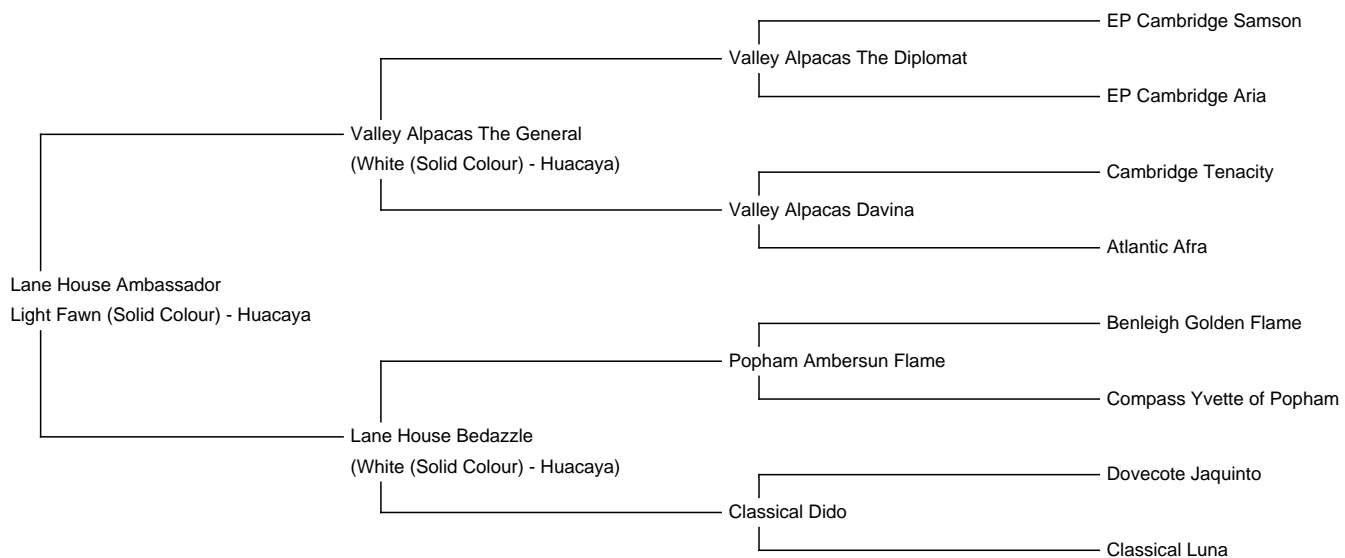 EP Cambridge Samson
Valley Alpacas The Diplomat
EP Cambridge Aria
Valley Alpacas The General
(White (Solid Colour) - Huacaya)
Cambridge Tenacity
Valley Alpacas Davina
Atlantic Afra
Lane House Ambassador
Light Fawn (Solid Colour) - Huacaya
Benleigh Golden Flame
Popham Ambersun Flame
Compass Yvette of Popham
Lane House Bedazzle
(White (Solid Colour) - Huacaya)
Dovecote Jaquinto
Classical Dido
Classical Luna